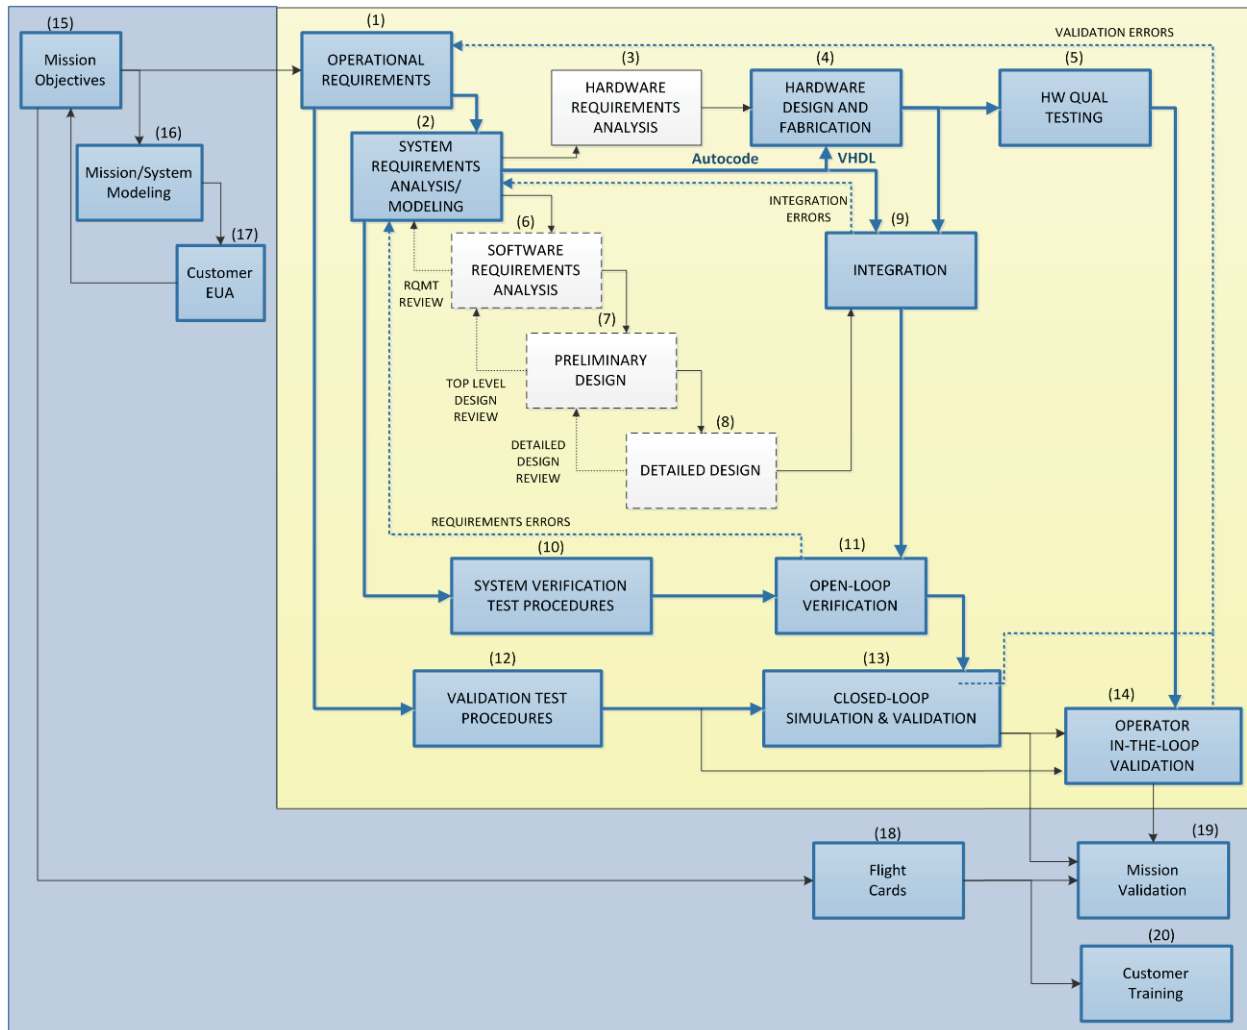 (15)
Mission
Objectives
(16)
Mission/System
Modeling
(17)
Customer
EUA
(1)
OPERATIONAL
REQUIREMENTS
VALIDATION ERRORS
(2)
SYSTEM
REQUIREMENTS
ANALYSIS/
MODELING
(3)
HARDWARE
REQUIREMENTS
ANALYSIS
(4)
HARDWARE
DESIGN AND
FABRICATION
(5)
HW QUAL
TESTING
Autocode
VHDL
INTEGRATION
ERRORS
(6)
SOFTWARE
REQUIREMENTS
ANALYSIS
RQMT
REVIEW
(9)
INTEGRATION
(7)
PRELIMINARY
DESIGN
TOP LEVEL
DESIGN
REVIEW
(8)
DETAILED DESIGN
DETAILED
DESIGN
REVIEW
REQUIREMENTS ERRORS
(10)
SYSTEM VERIFICATION
TEST PROCEDURES
(11)
OPEN-LOOP
VERIFICATION
(12)
VALIDATION TEST
PROCEDURES
(13)
CLOSED-LOOP
SIMULATION & VALIDATION
(14)
OPERATOR
IN-THE-LOOP
VALIDATION
(18)
Flight
Cards
(19)
Mission
Validation
(20)
Customer
Training